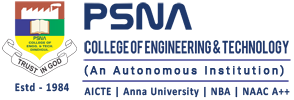 PSNA
COLLEGE OF ENGINEERING & TECHNOLOGY
(An Autonomous Institution)
TRUST IN GOD
Estd - 1984
AICTE | Anna University | NBA | NAAC A++